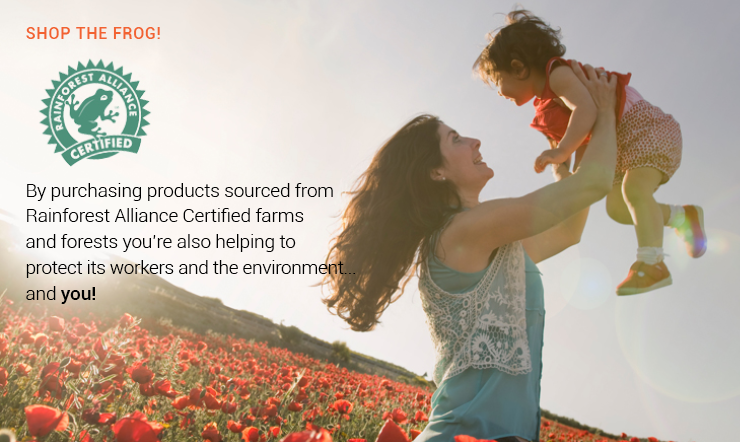 SHOP THE FROG!
RAINFOREST ALLIANCE
CERTIFIED
By purchasing products sourced from
Rainforest Alliance Certified farms
and forests you're also helping to
protect its workers and the environment...
and you!